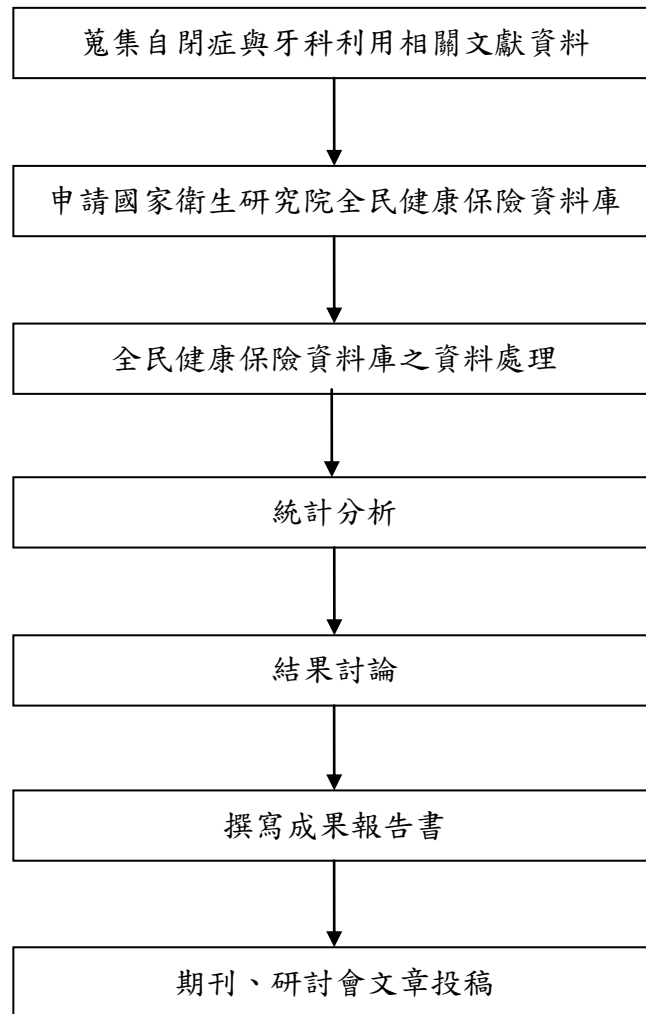 蒐集自閉症與牙科利用相關文獻資料
申請國家衛生研究院全民健康保險資料庫
全民健康保險資料庫之資料處理
統計分析
結果討論
撰寫成果報告書
期刊、研討會文章投稿